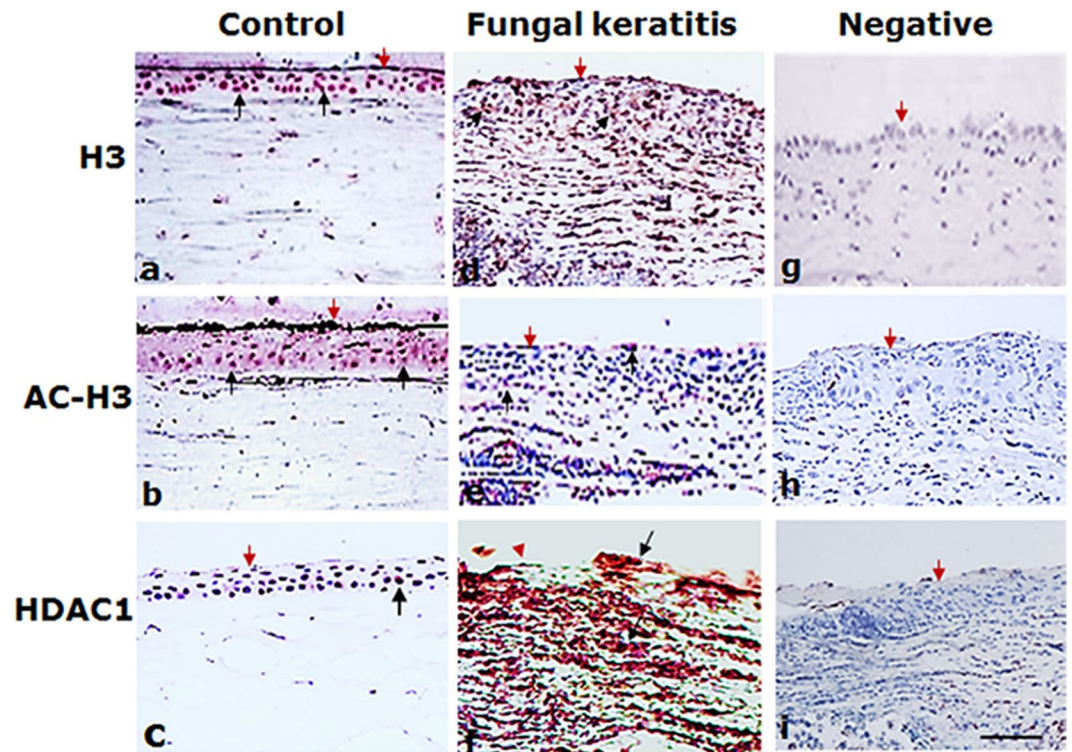 Control Fungal keratitis Negative
H3
a d g
AC-H3
b e h
HDAC1
c f i